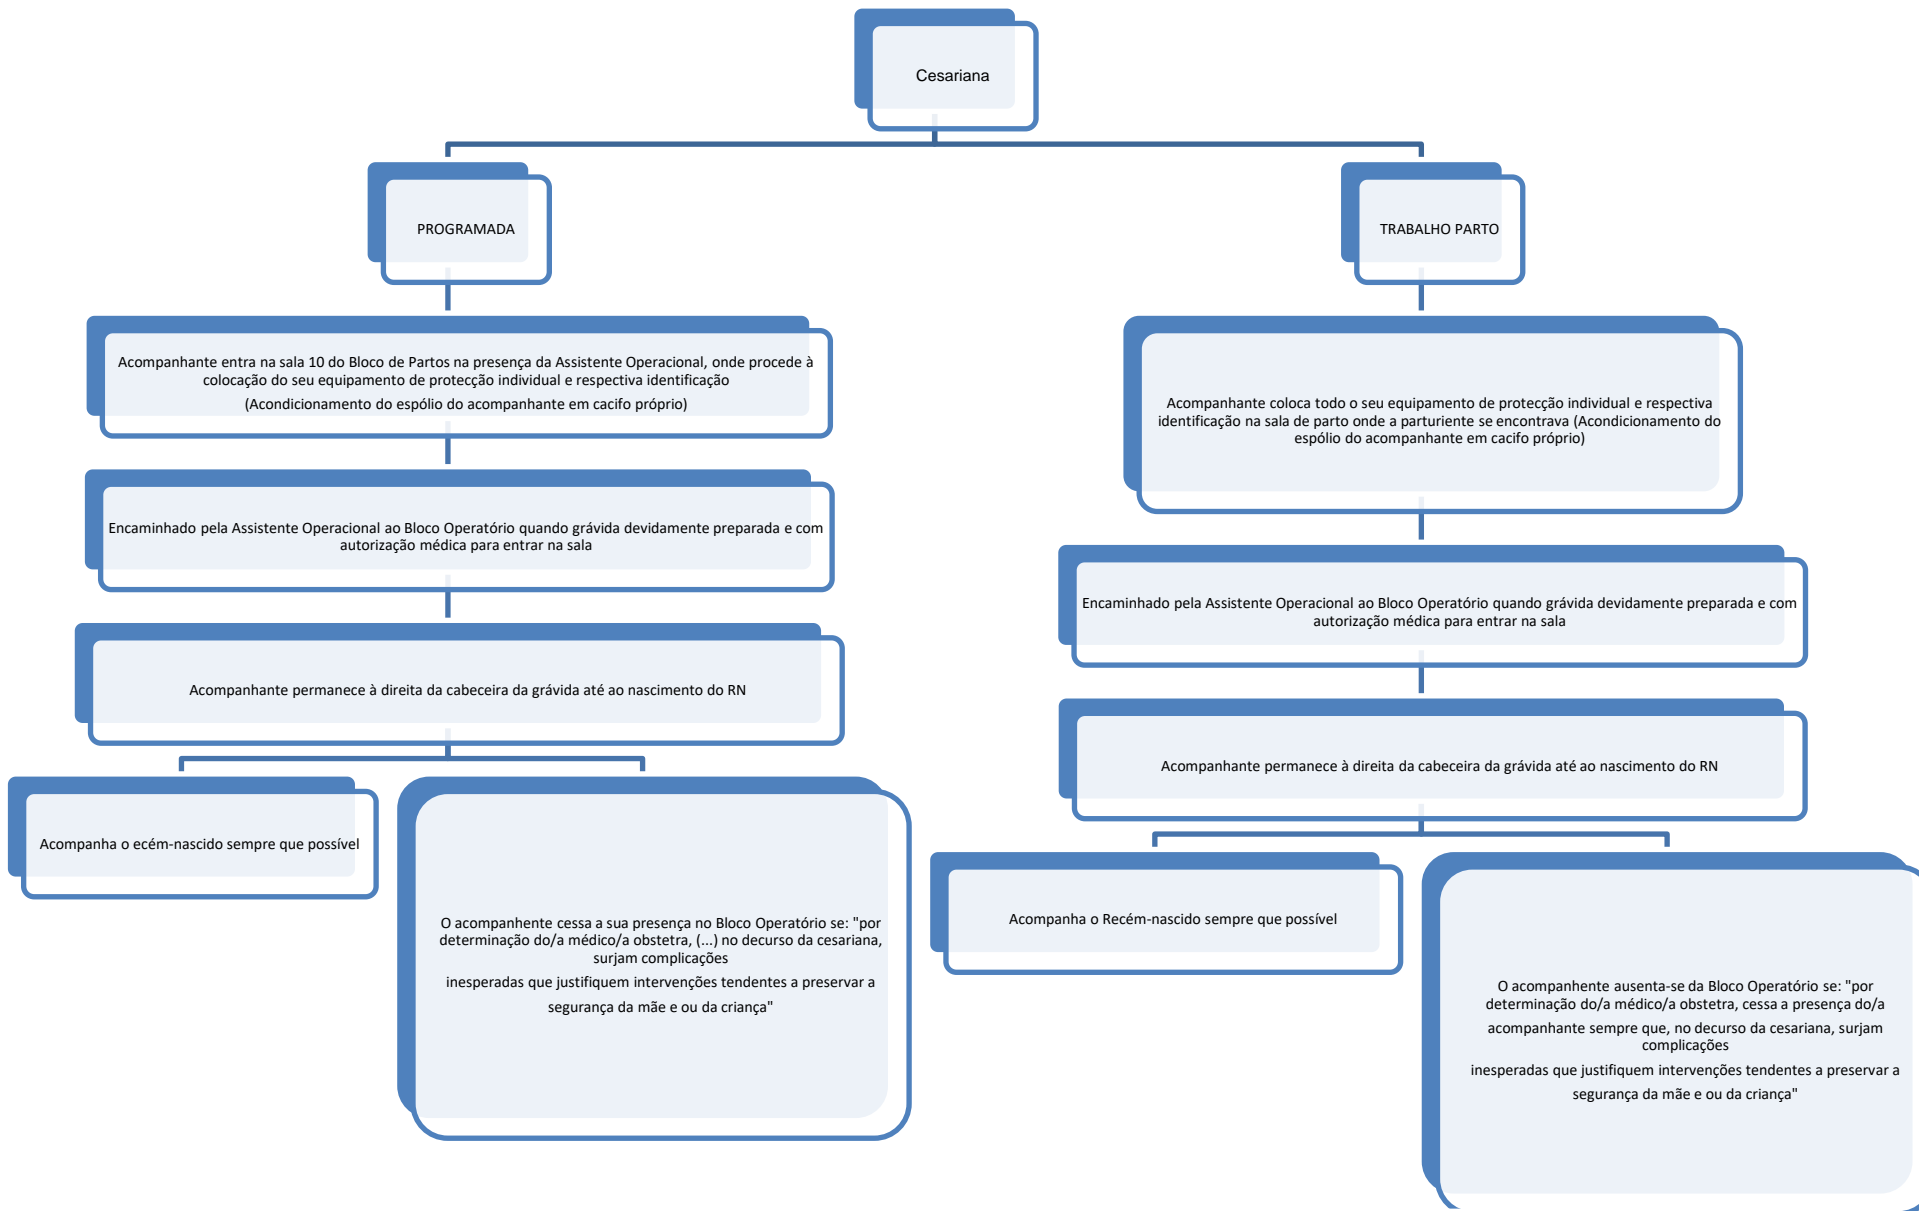 Cesariana
PROGRAMADA
Acompanhante entra na sala 10 do Bloco de Partos na presença da Assistente Operacional, onde procede à
colocação do seu equipamento de protecção individual e respectiva identificação
(Acondicionamento do espólio do acompanhante em cacifo próprio)
Encaminhado pela Assistente Operacional ao Bloco Operatório quando grávida devidamente preparada e com
autorização médica para entrar na sala
Acompanhante permanece à direita da cabeceira da grávida até ao nascimento do RN
Acompanha o ecém-nascido sempre que possível
O acompanhente cessa a sua presença no Bloco Operatório se: "por
determinação do/a médico/a obstetra, (...) no decurso da cesariana,
surjam complicações
inesperadas que justifiquem intervenções tendentes a preservar a
segurança da mãe e ou da criança"
TRABALHO PARTO
Acompanhante coloca todo o seu equipamento de protecção individual e respectiva
identificação na sala de parto onde a parturiente se encontrava (Acondicionamento do
espólio do acompanhante em cacifo próprio)
Encaminhado pela Assistente Operacional ao Bloco Operatório quando grávida devidamente preparada e com
autorização médica para entrar na sala
Acompanhante permanece à direita da cabeceira da grávida até ao nascimento do RN
Acompanha o Recém-nascido sempre que possível
O acompanhente ausenta-se da Bloco Operatório se: "por
determinação do/a médico/a obstetra, cessa a presença do/a
acompanhante sempre que, no decurso da cesariana, surjam
complicações
inesperadas que justifiquem intervenções tendentes a preservar a
segurança da mãe e ou da criança"